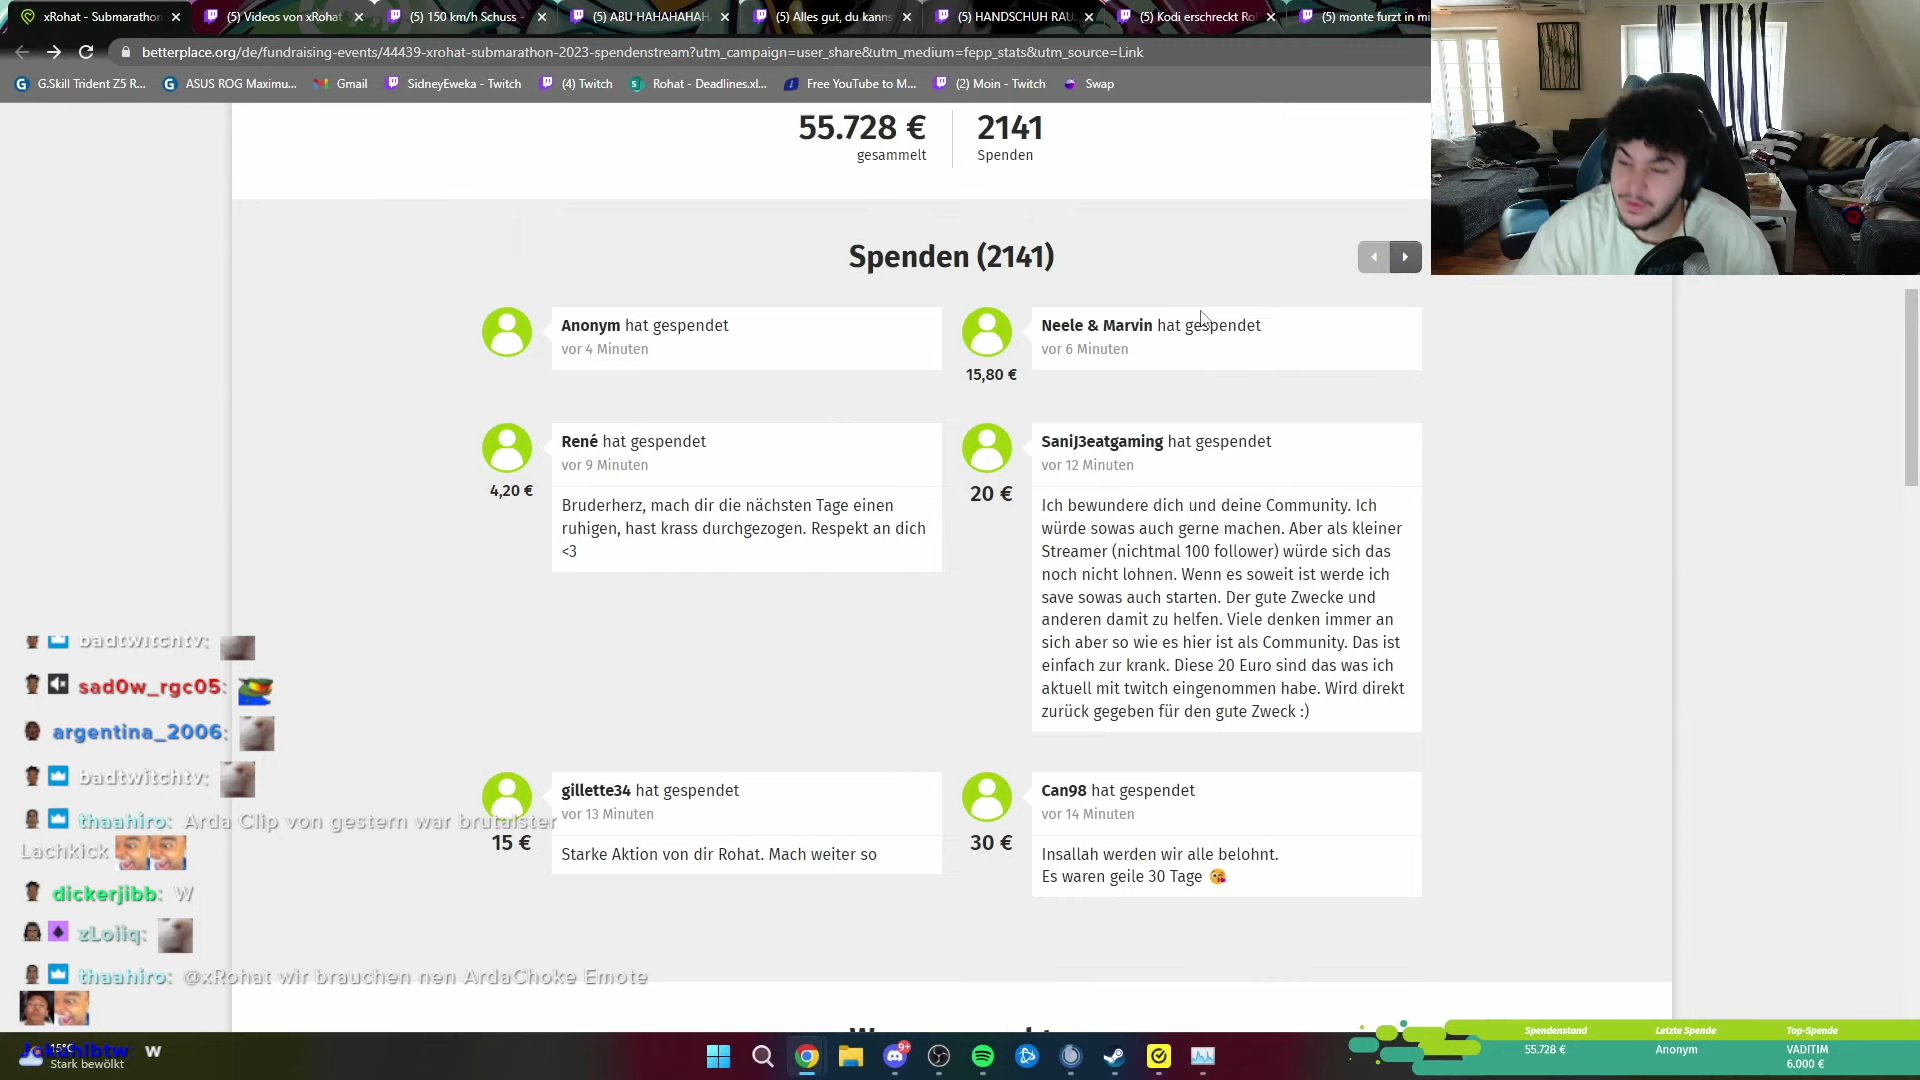 xRohat - Submarathon
(5) Videos von xRohat
(5) 150 km/h Schuss -
(5) ABU HAHAHAHAH
(5) Alles gut, du kanns
(5) HANDSCHUH RAU
(5) Kodi erschreckt Ro
(5) monte furzt in mi
betterplace.org/de/fundraising-events/44439-xrohat-submarathon-2023-spendenstream?utm_campaign=user_share&utm_medium=fepp_stats&utm_source=Link
G.Skill Trident Z5 R...
ASUS ROG Maximu...
Gmail
SidneyEweka - Twitch
(4) Twitch
Rohat - Deadlines.xl...
Free YouTube to M...
(2) Moin - Twitch
Swap
55.728 €
gesammelt
2141
Spenden
Spenden (2141)
Anonym hat gespendet
vor 4 Minuten
Neele & Marvin hat gespendet
vor 6 Minuten
15,80 €
René hat gespendet
vor 9 Minuten
4,20 €
Bruderherz, mach dir die nächsten Tage einen
ruhigen, hast krass durchgezogen. Respekt an dich
<3
SaniJ3eatgaming hat gespendet
vor 12 Minuten
20 €
Ich bewundere dich und deine Community. Ich
würde sowas auch gerne machen. Aber als kleiner
Streamer (nichtmal 100 follower) würde sich das
noch nicht lohnen. Wenn es soweit ist werde ich
save sowas auch starten. Der gute Zwecke und
anderen damit zu helfen. Viele denken immer an
sich aber so wie es hier ist als Community. Das ist
einfach zur krank. Diese 20 Euro sind das was ich
aktuell mit twitch eingenommen habe. Wird direkt
zurück gegeben für den gute Zweck :)
gillette34 hat gespendet
vor 13 Minuten
15 €
Starke Aktion von dir Rohat. Mach weiter so
Can98 hat gespendet
vor 14 Minuten
30 €
Insallah werden wir alle belohnt.
Es waren geile 30 Tage
badtwitchtv:
sad0w_rgc05:
argentina_2006:
badtwitchtv:
thaahiro: Arda Clip von gestern war brutalster
Lachkick
dickerjibb: W
zLoiiq:
thaahiro: @xRohat wir brauchen nen ArdaChoke Emote
W
15°C
Stark bewölkt
9+
Spendenstand
55.728 €
Letzte Spende
Anonym
Top-Spende
VADITIM
6.000 €